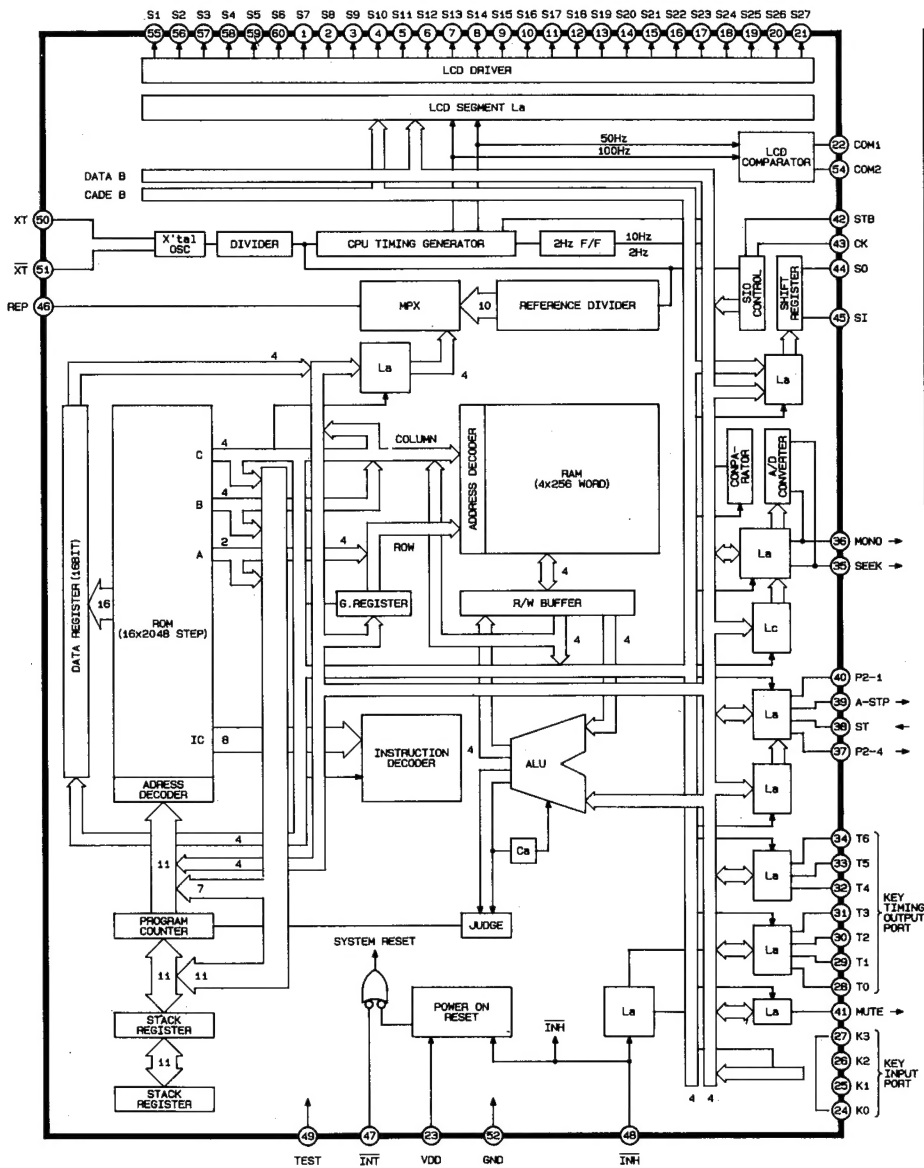 S1 S2 S3 S4 S5 S6 S7 S8 S9 S10 S11 S12 S13 S14 S15 S16 S17 S18 S19 S20 S21 S22 S23 S24 S25 S26 S27
55 56 57 58 59 60 1 2 3 4 5 6 7 8 9 10 11 12 13 14 15 16 17 18 19 20 21
LCD DRIVER
LCD SEGMENT La
50Hz
100Hz
LCD
COMPARATOR
22 COM1
54 COM2
DATA B
CADE B
XT 50
X'tal
OSC
DIVIDER
CPU TIMING GENERATOR
2Hz F/F
10Hz
2Hz
42 STB
43 CK
XT 51
REP 46
MPX
10
REFERENCE DIVIDER
SIO
CONTROL
SHIFT
REGISTER
44 SO
45 SI
4
La
4
La
DATA REGISTER (16BIT)
16
ROM
(16x2048 STEP)
C 4
B 4
A 2
4
COLUMN
ROW
ADDRESS DECODER
RAM
(4x256 WORD)
CONPA-
RATOR
A/D
CONVERTER
La
36 MONO
35 SEEK
G.REGISTER
4
R/W BUFFER
4
4
Lc
IC 8
INSTRUCTION
DECODER
4
ALU
La
40 P2-1
39 A-STP
38 ST
37 P2-4
ADRESS
DECODER
La
4
4
11
7
Ca
La
34 T6
33 T5
32 T4
PROGRAM
COUNTER
JUDGE
La
31 T3
30 T2
29 T1
28 T0
KEY
TIMING
OUTPUT
PORT
11
SYSTEM RESET
STACK
REGISTER
POWER ON
RESET
INH
La
La
41 MUTE
11
STACK
REGISTER
4 4
27 K3
26 K2
25 K1
24 K0
KEY
INPUT
PORT
49 47 23 52 48
TEST INT VDD GND INH